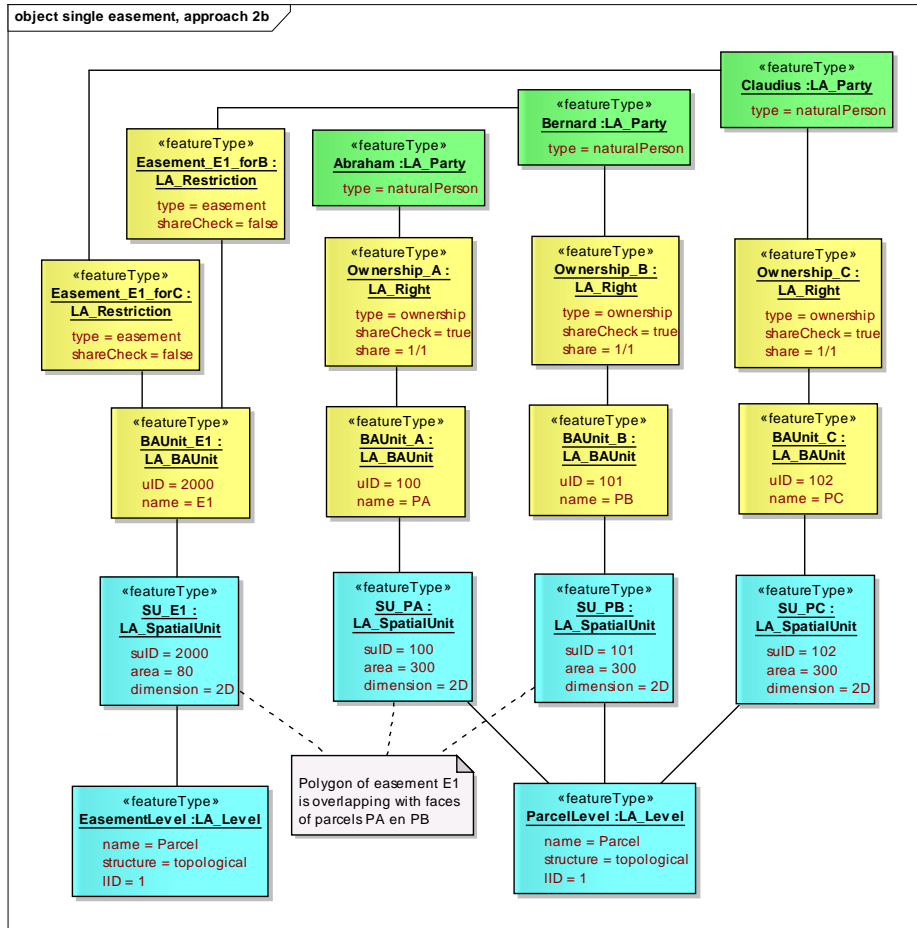 object single easement, approach 2b
«featureType»
Claudius :LA_Party
type = naturalPerson
«featureType»
Bernard :LA_Party
type = naturalPerson
«featureType»
Easement_E1_forB :
LA_Restriction
type = easement
shareCheck = false
«featureType»
Abraham :LA_Party
type = naturalPerson
«featureType»
Easement_E1_forC :
LA_Restriction
type = easement
shareCheck = false
«featureType»
Ownership_A :
LA_Right
type = ownership
shareCheck = true
share = 1/1
«featureType»
Ownership_B :
LA_Right
type = ownership
shareCheck = true
share = 1/1
«featureType»
Ownership_C :
LA_Right
type = ownership
shareCheck = true
share = 1/1
«featureType»
BAUnit_E1 :
LA_BAUnit
uID = 2000
name = E1
«featureType»
BAUnit_A :
LA_BAUnit
uID = 100
name = PA
«featureType»
BAUnit_B :
LA_BAUnit
uID = 101
name = PB
«featureType»
BAUnit_C :
LA_BAUnit
uID = 102
name = PC
«featureType»
SU_E1 :
LA_SpatialUnit
suID = 2000
area = 80
dimension = 2D
«featureType»
SU_PA :
LA_SpatialUnit
suID = 100
area = 300
dimension = 2D
«featureType»
SU_PB :
LA_SpatialUnit
suID = 101
area = 300
dimension = 2D
«featureType»
SU_PC :
LA_SpatialUnit
suID = 102
area = 300
dimension = 2D
Polygon of easement E1
is overlapping with faces
of parcels PA en PB
«featureType»
EasementLevel :LA_Level
name = Parcel
structure = topological
lID = 1
«featureType»
ParcelLevel :LA_Level
name = Parcel
structure = topological
lID = 1